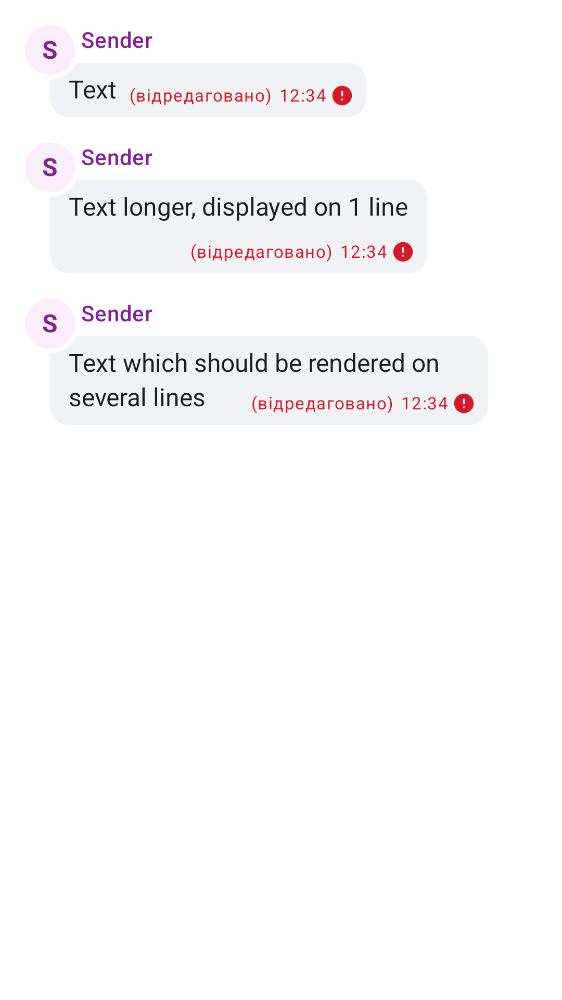 S Sender
Text (відредаговано) 12:34
S Sender
Text longer, displayed on 1 line
(відредаговано) 12:34
S Sender
Text which should be rendered on
several lines (відредаговано) 12:34